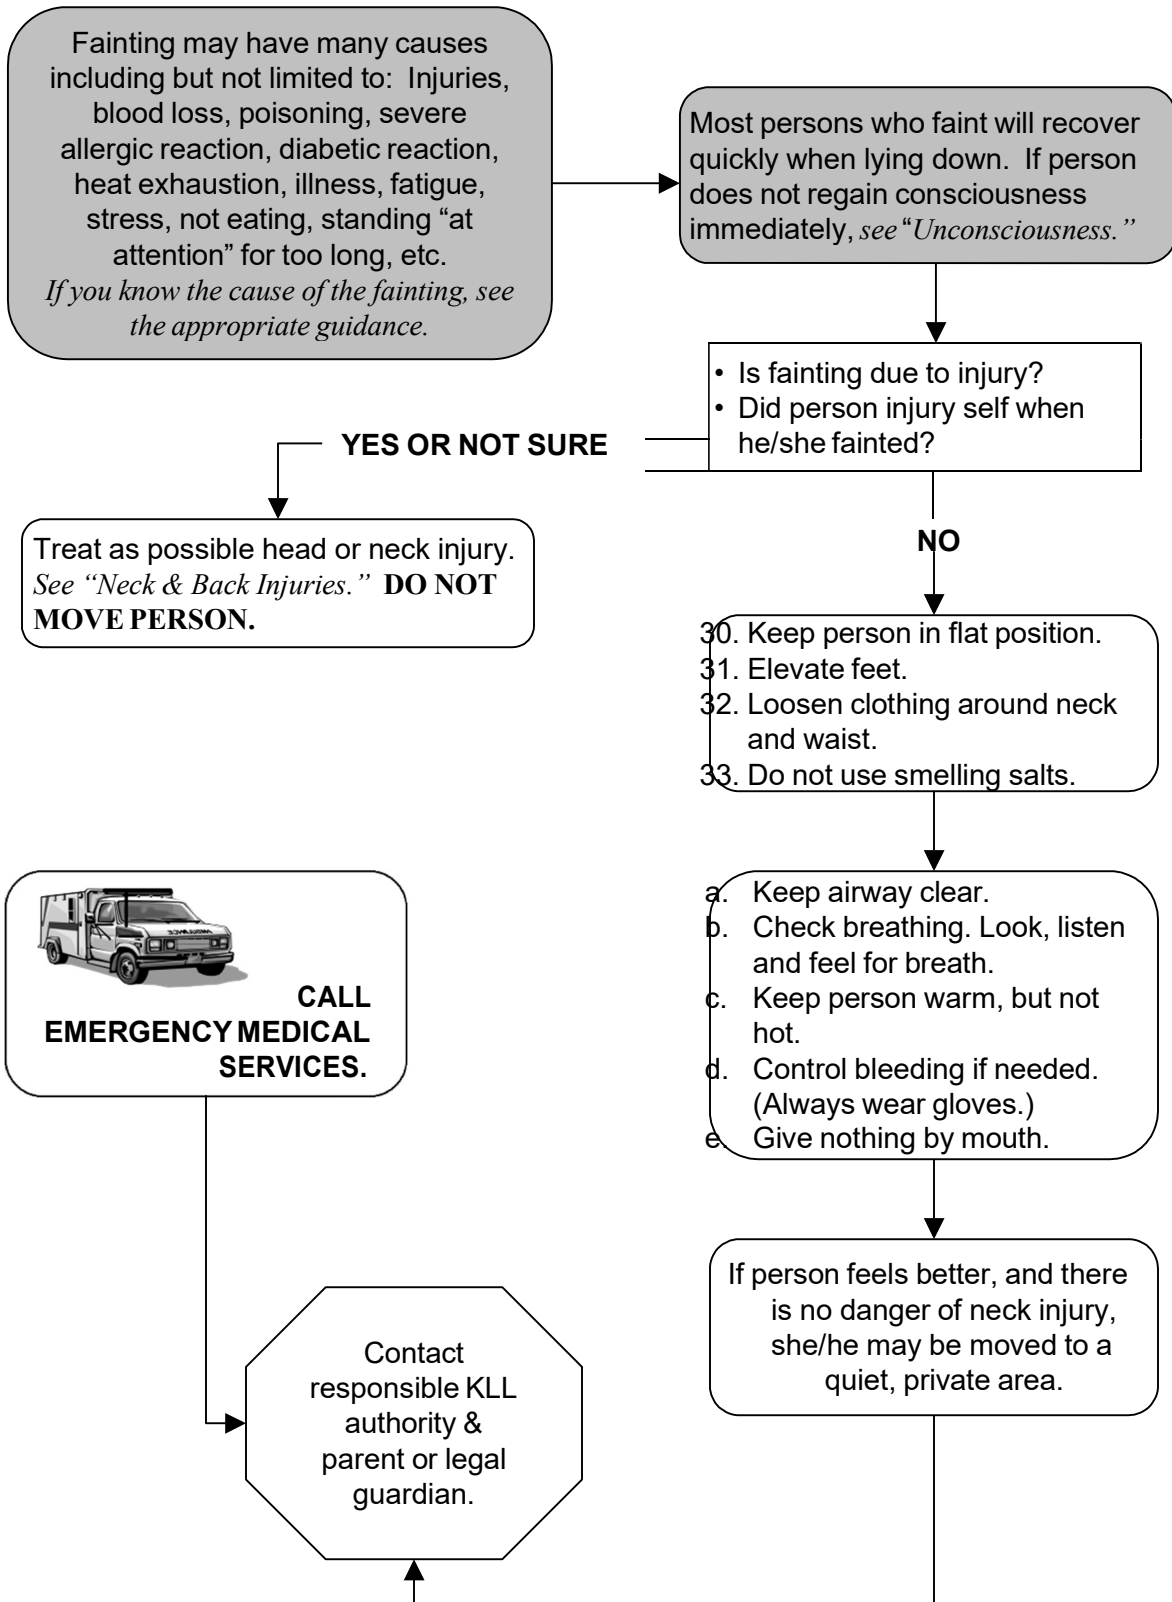 Fainting may have many causes
including but not limited to: Injuries,
blood loss, poisoning, severe
allergic reaction, diabetic reaction,
heat exhaustion, illness, fatigue,
stress, not eating, standing “at
attention” for too long, etc.
If you know the cause of the fainting, see
the appropriate guidance.
Most persons who faint will recover
quickly when lying down. If person
does not regain consciousness
immediately, see “Unconsciousness.”
• Is fainting due to injury?
• Did person injury self when
he/she fainted?
YES OR NOT SURE
Treat as possible head or neck injury.
See “Neck & Back Injuries.” DO NOT
MOVE PERSON.
NO
30. Keep person in flat position.
31. Elevate feet.
32. Loosen clothing around neck
and waist.
33. Do not use smelling salts.
a. Keep airway clear.
b. Check breathing. Look, listen
and feel for breath.
c. Keep person warm, but not
hot.
d. Control bleeding if needed.
(Always wear gloves.)
e. Give nothing by mouth.
CALL
EMERGENCY MEDICAL
SERVICES.
If person feels better, and there
is no danger of neck injury,
she/he may be moved to a
quiet, private area.
Contact
responsible KLL
authority &
parent or legal
guardian.